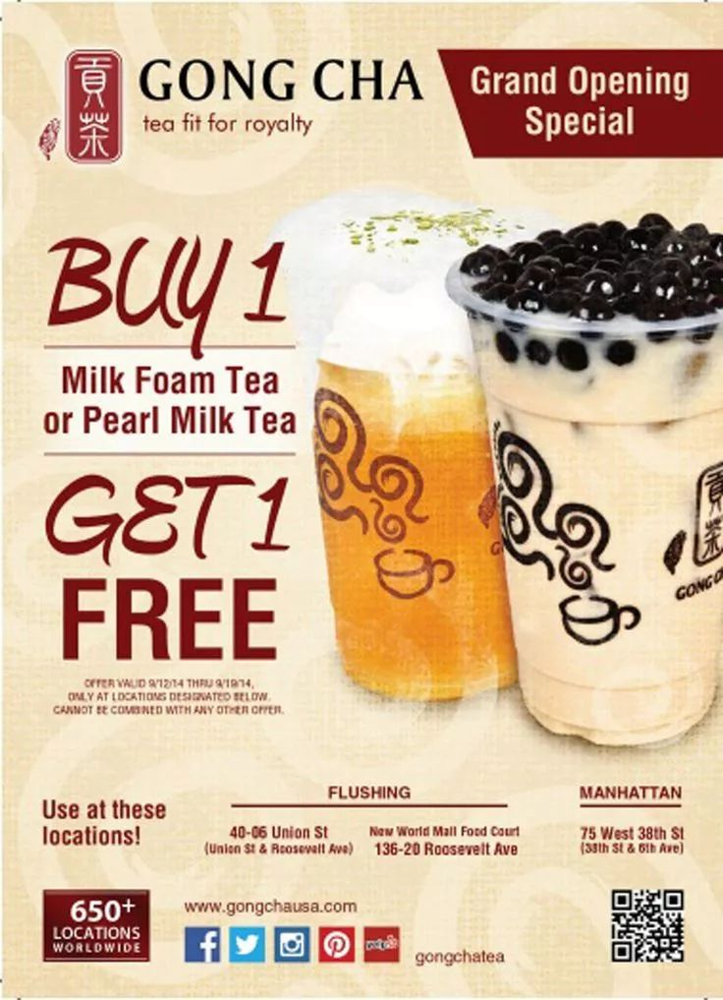 貢茶
GONG CHA
tea fit for royalty
Grand Opening
Special
BUY 1
Milk Foam Tea
or Pearl Milk Tea
GET 1
FREE
OFFER VALID 9/12/14 THRU 9/19/14,
ONLY AT LOCATIONS DESIGNATED BELOW.
CANNOT BE COMBINED WITH ANY OTHER OFFER.
貢茶
GONG C
Use at these
locations!
FLUSHING
40-06 Union St
(Union St & Roosevelt Ave)
New World Mall Food Court
136-20 Roosevelt Ave
MANHATTAN
75 West 38th St
(38th St & 6th Ave)
650+
LOCATIONS
WORLDWIDE
www.gongchausa.com
yelp
gongchatea